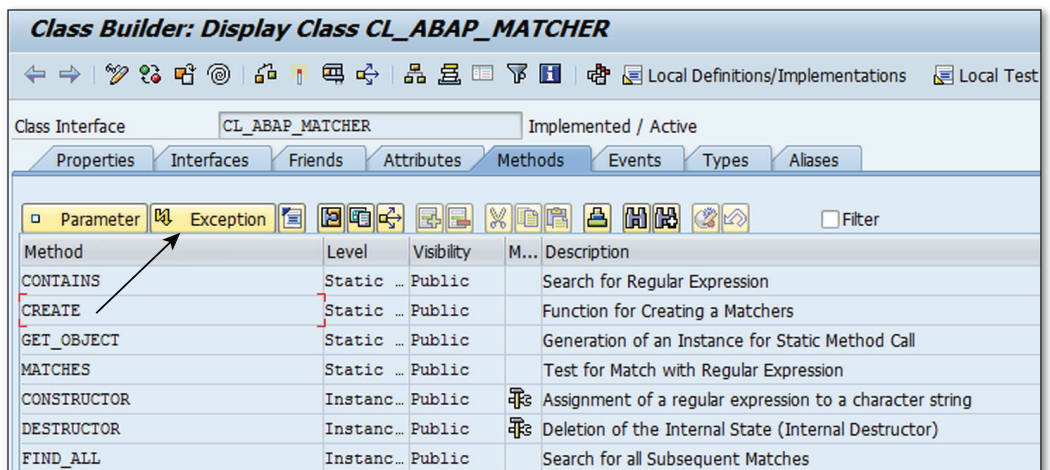 Class Builder: Display Class CL_ABAP_MATCHER
Local Definitions/Implementations Local Test
Class Interface CL_ABAP_MATCHER Implemented / Active
Properties Interfaces Friends Attributes Methods Events Types Aliases
Parameter Exception Filter
Method Level Visibility M... Description
CONTAINS Static … Public Search for Regular Expression
CREATE Static … Public Function for Creating a Matchers
GET_OBJECT Static … Public Generation of an Instance for Static Method Call
MATCHES Static … Public Test for Match with Regular Expression
CONSTRUCTOR Instanc… Public Assignment of a regular expression to a character string
DESTRUCTOR Instanc… Public Deletion of the Internal State (Internal Destructor)
FIND_ALL Instanc… Public Search for all Subsequent Matches